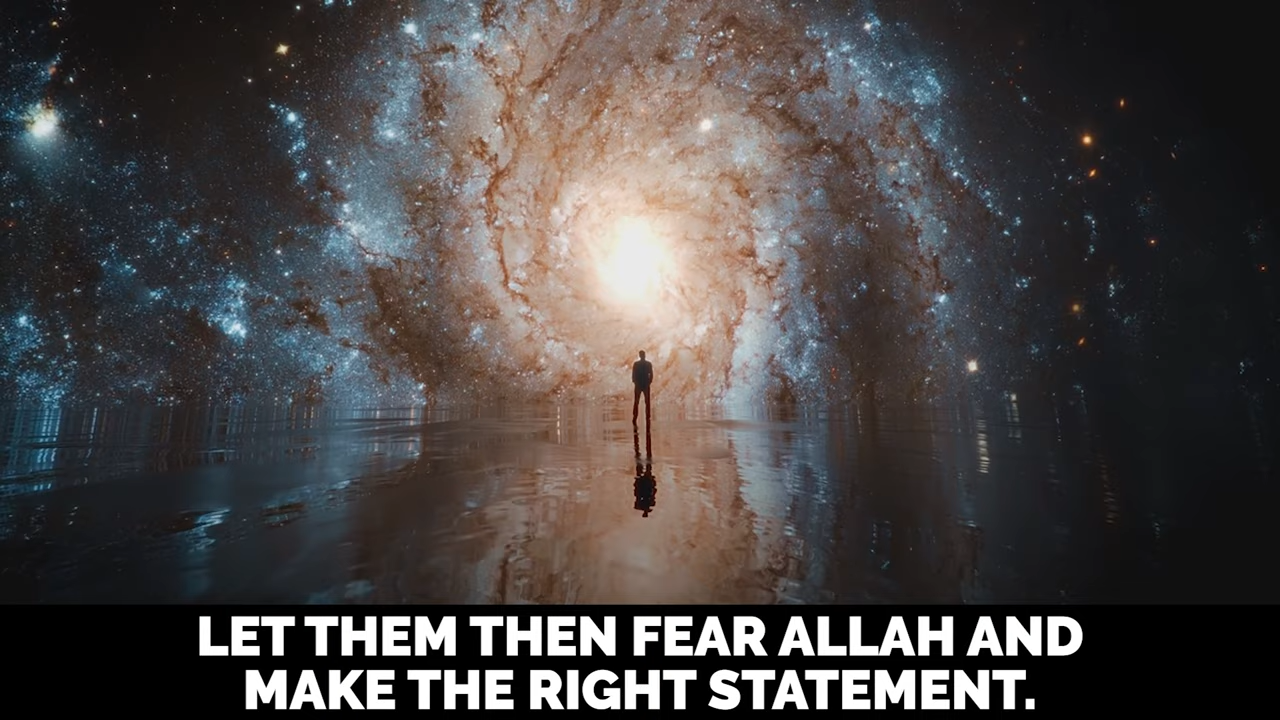 LET THEM THEN FEAR ALLAH AND
MAKE THE RIGHT STATEMENT.